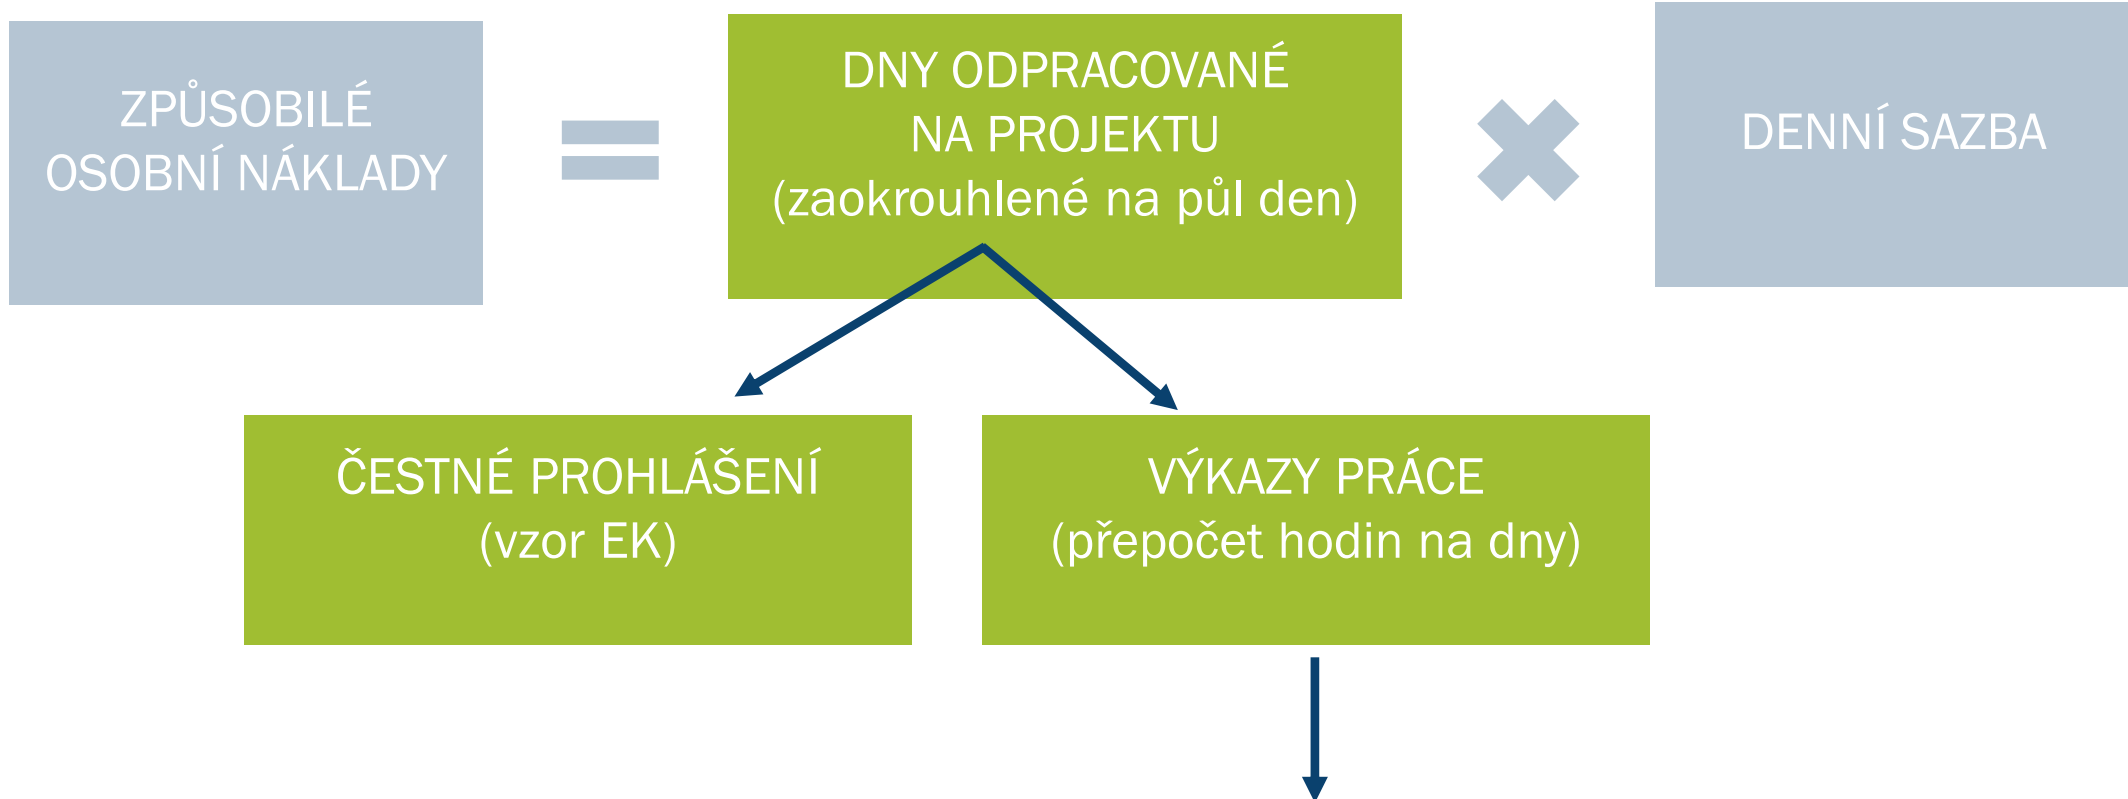 ZPŮSOBILÉ
OSOBNÍ NÁKLADY
DNY ODPRACOVANÉ
NA PROJEKTU
(zaokrouhlené na půl den)
DENNÍ SAZBA
ČESTNÉ PROHLÁŠENÍ
(vzor EK)
VÝKAZY PRÁCE
(přepočet hodin na dny)